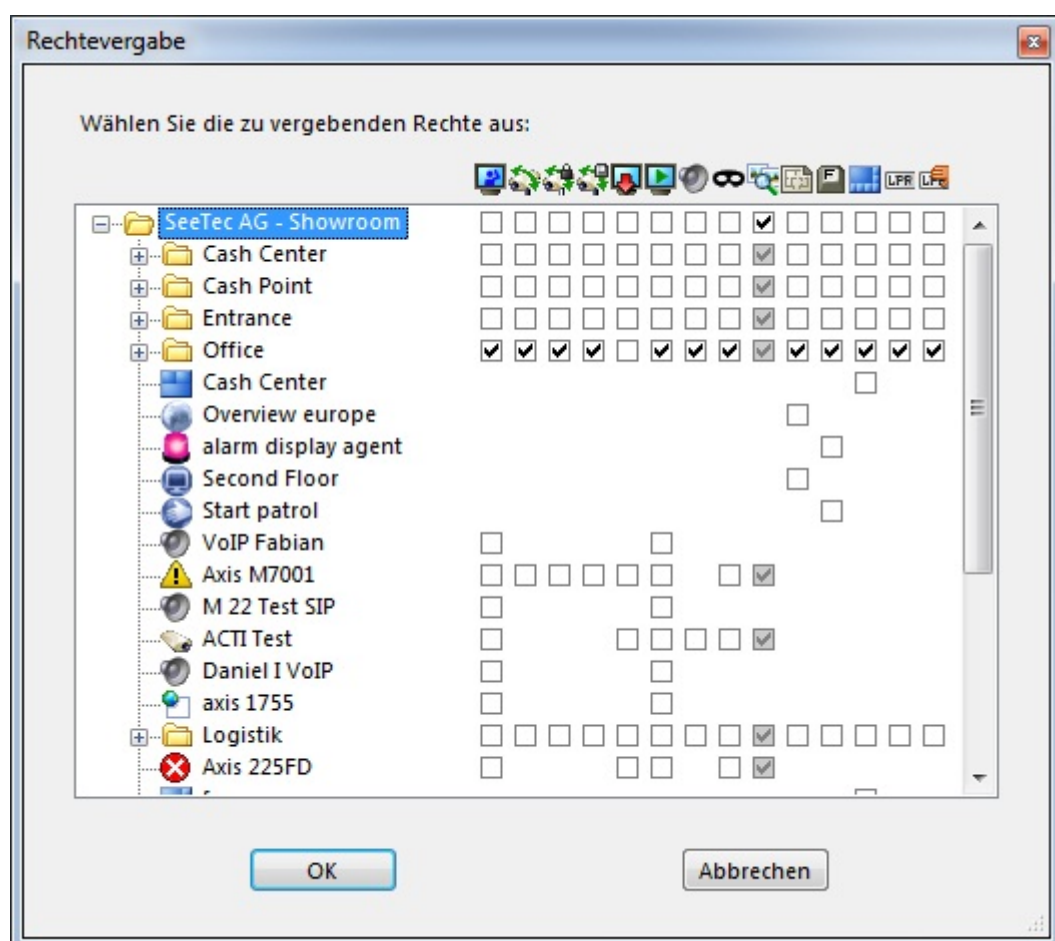 Rechtevergabe
Wählen Sie die zu vergebenden Rechte aus:
F LPR LPR
SeeTec AG - Showroom
Cash Center
Cash Point
Entrance
Office
Cash Center
Overview europe
alarm display agent
Second Floor
Start patrol
VoIP Fabian
Axis M7001
M 22 Test SIP
ACTI Test
Daniel I VoIP
axis 1755
Logistik
Axis 225FD
OK Abbrechen